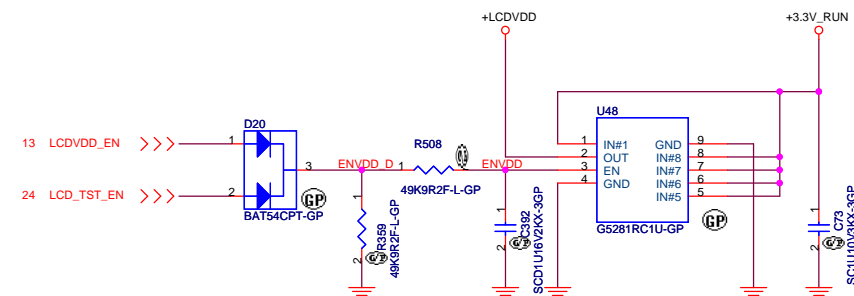 +LCDVDD
+3.3V_RUN
D20
U48
13 LCDVDD_EN
1
R508
1 IN#1
GND 9
2 OUT
IN#8 8
3
ENVDD_D
1
2
ENVDD
3 EN
IN#7 7
4 GND
IN#6 6
IN#5 5
24 LCD_TST_EN
2
GP
49K9R2F-L-GP
BAT54CPT-GP
G5281RC1U-GP
GP
1
2
R359
49K9R2F-L-GP
1
2
C392
SCD1U16V2KX-3GP
1
2
C73
SC1U10V3KX-3GP